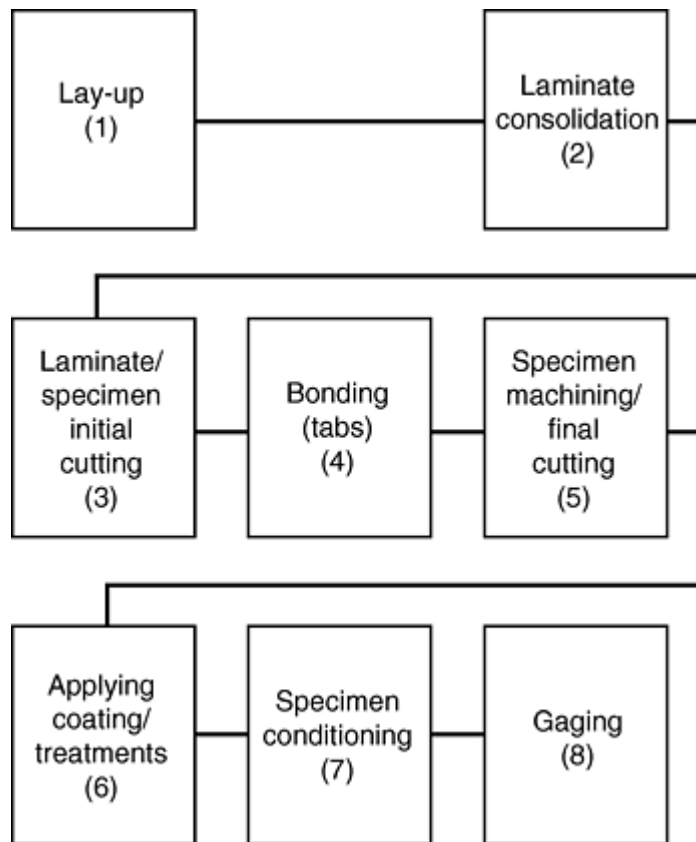 Lay-up
(1)
Laminate
consolidation
(2)
Laminate/
specimen
initial
cutting
(3)
Bonding
(tabs)
(4)
Specimen
machining/
final
cutting
(5)
Applying
coating/
treatments
(6)
Specimen
conditioning
(7)
Gaging
(8)